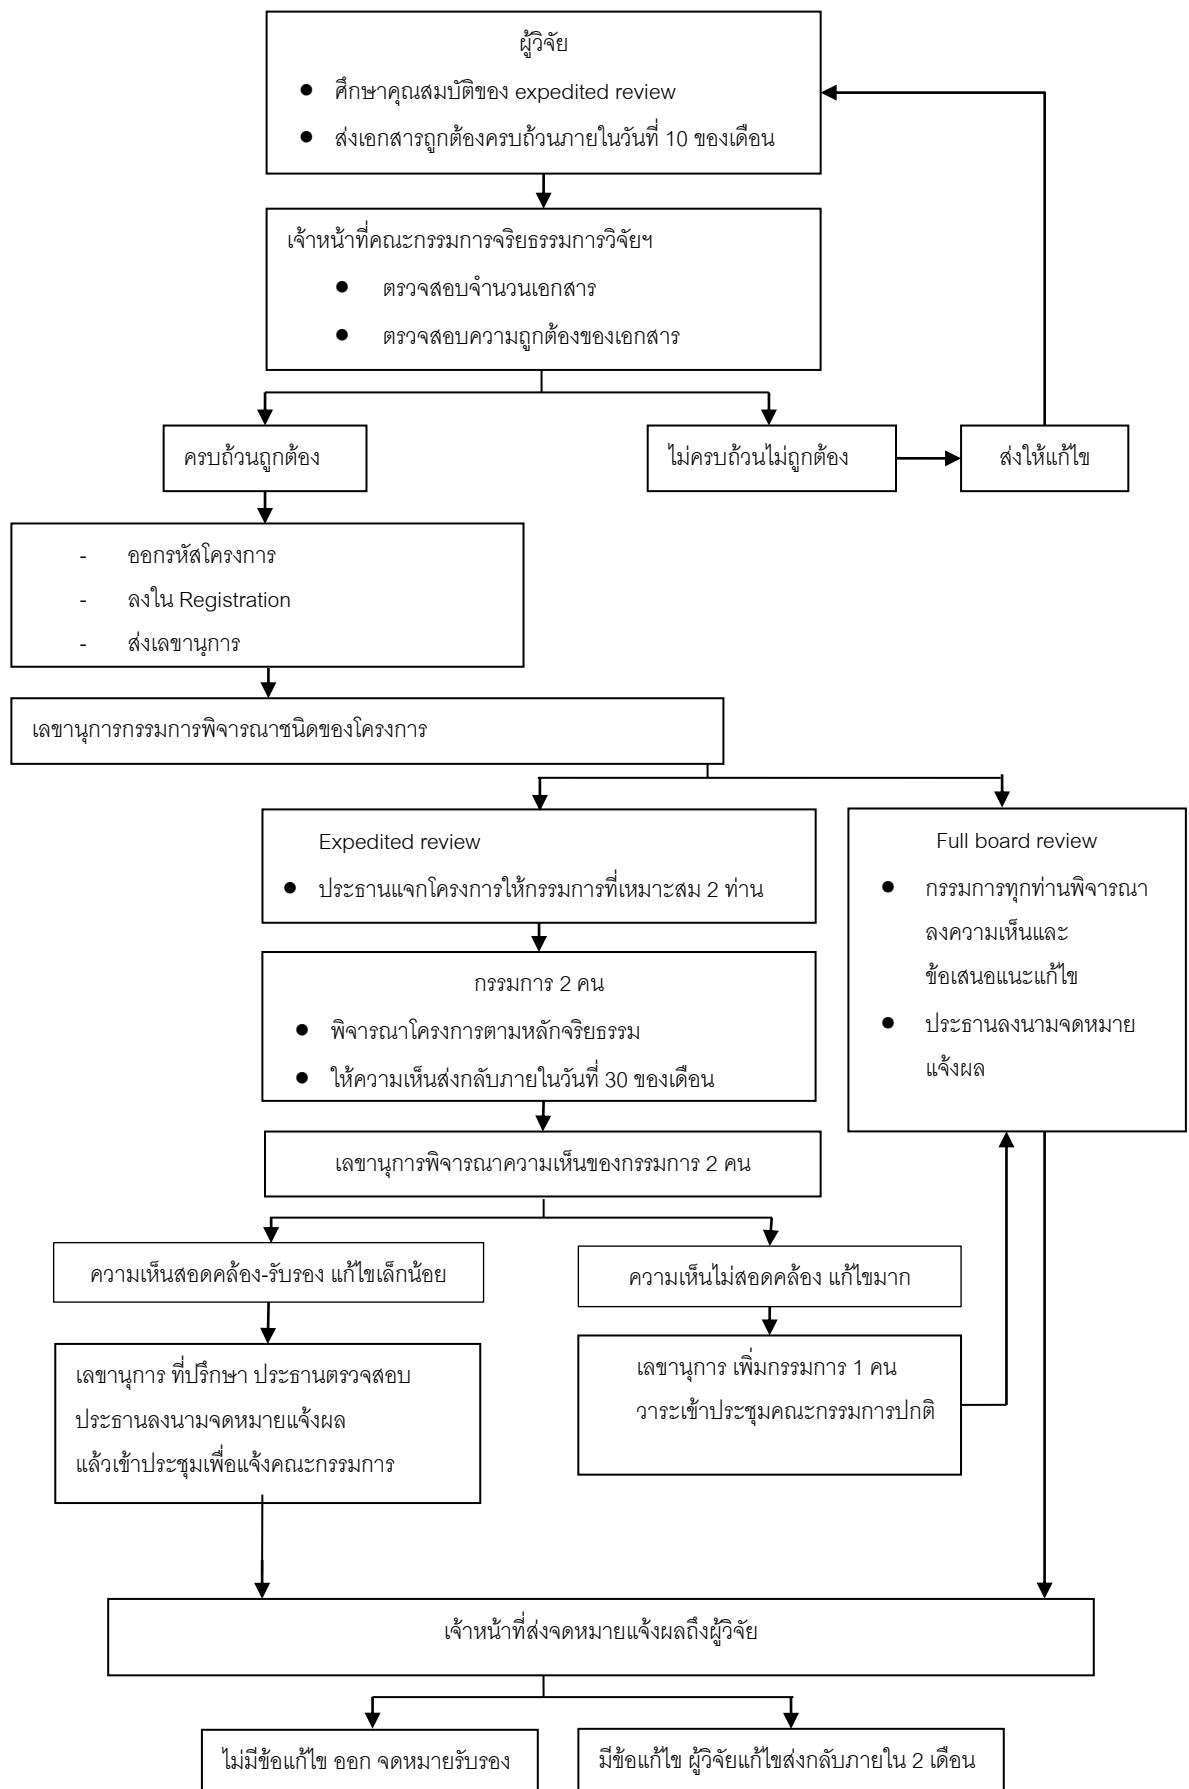 ผู้วิจัย
● ศึกษาคุณสมบัติของ expedited review
● ส่งเอกสารถูกต้องครบถ้วนภายในวันที่ 10 ของเดือน
เจ้าหน้าที่คณะกรรมการจริยธรรมการวิจัยฯ
● ตรวจสอบจำนวนเอกสาร
● ตรวจสอบความถูกต้องของเอกสาร
ครบถ้วนถูกต้อง
ไม่ครบถ้วนไม่ถูกต้อง
ส่งให้แก้ไข
- ออกรหัสโครงการ
- ลงใน Registration
- ส่งเลขานุการ
เลขานุการกรรมการพิจารณาชนิดของโครงการ
Expedited review
● ประธานแจกโครงการให้กรรมการที่เหมาะสม 2 ท่าน
Full board review
● กรรมการทุกท่านพิจารณา
ลงความเห็นและ
ข้อเสนอแนะแก้ไข
● ประธานลงนามจดหมาย
แจ้งผล
กรรมการ 2 คน
● พิจารณาโครงการตามหลักจริยธรรม
● ให้ความเห็นส่งกลับภายในวันที่ 30 ของเดือน
เลขานุการพิจารณาความเห็นของกรรมการ 2 คน
ความเห็นสอดคล้อง-รับรอง แก้ไขเล็กน้อย
ความเห็นไม่สอดคล้อง แก้ไขมาก
เลขานุการ ที่ปรึกษา ประธานตรวจสอบ
ประธานลงนามจดหมายแจ้งผล
แล้วเข้าประชุมเพื่อแจ้งคณะกรรมการ
เลขานุการ เพิ่มกรรมการ 1 คน
วาระเข้าประชุมคณะกรรมการปกติ
เจ้าหน้าที่ส่งจดหมายแจ้งผลถึงผู้วิจัย
ไม่มีข้อแก้ไข ออก จดหมายรับรอง
มีข้อแก้ไข ผู้วิจัยแก้ไขส่งกลับภายใน 2 เดือน